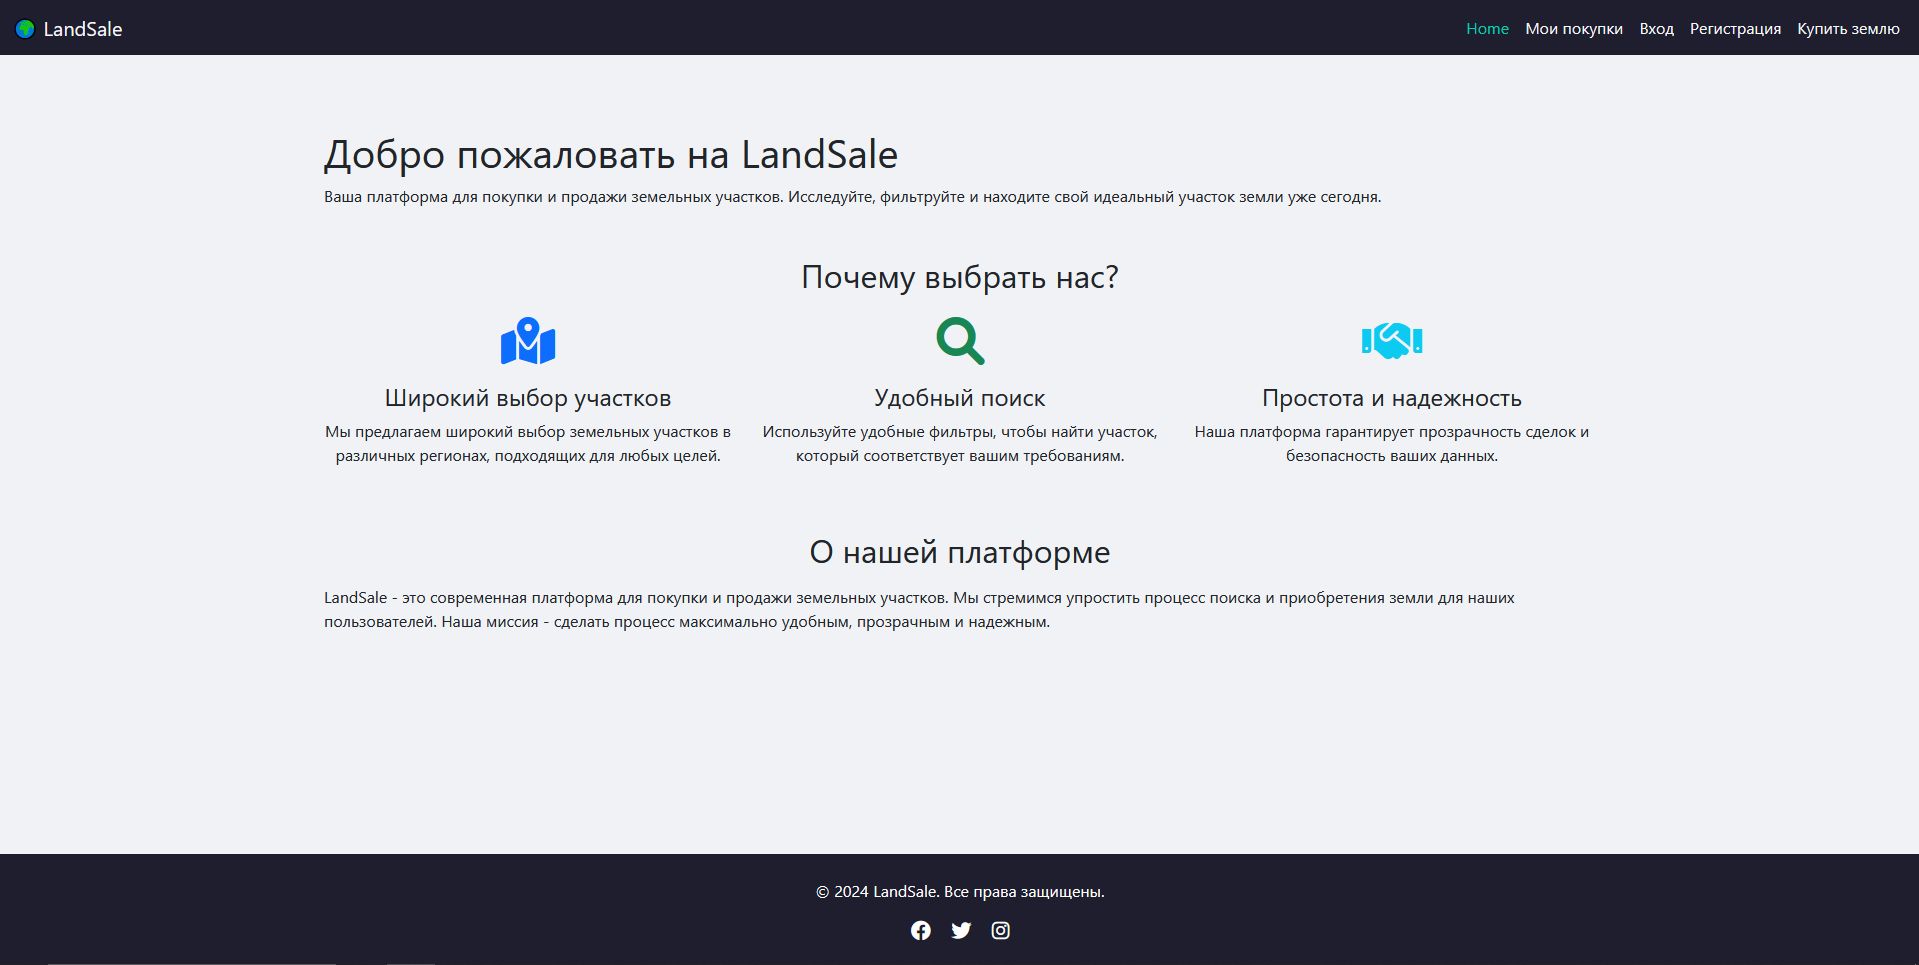 LandSale
Home Мои покупки Вход Регистрация Купить землю
Добро пожаловать на LandSale
Ваша платформа для покупки и продажи земельных участков. Исследуйте, фильтруйте и находите свой идеальный участок земли уже сегодня.
Почему выбрать нас?
Широкий выбор участков
Мы предлагаем широкий выбор земельных участков в
различных регионах, подходящих для любых целей.
Удобный поиск
Используйте удобные фильтры, чтобы найти участок,
который соответствует вашим требованиям.
Простота и надежность
Наша платформа гарантирует прозрачность сделок и
безопасность ваших данных.
О нашей платформе
LandSale - это современная платформа для покупки и продажи земельных участков. Мы стремимся упростить процесс поиска и приобретения земли для наших
пользователей. Наша миссия - сделать процесс максимально удобным, прозрачным и надежным.
© 2024 LandSale. Все права защищены.